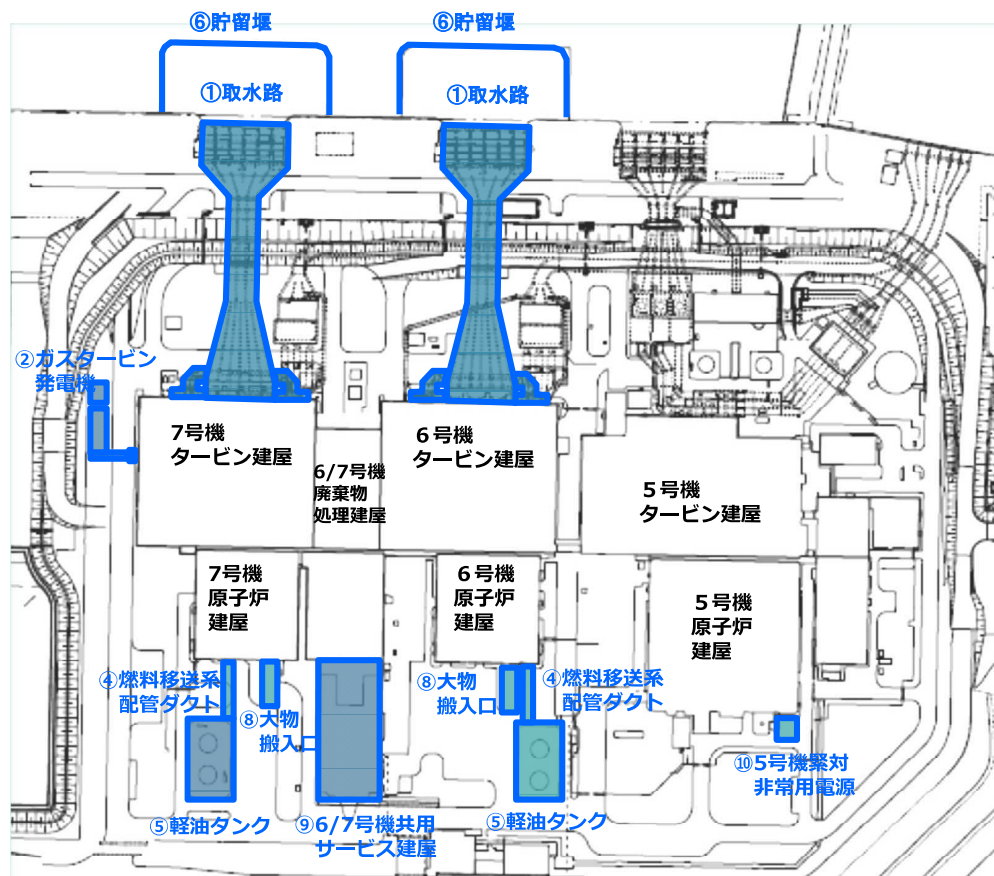 ⑥貯留堰
⑥貯留堰
①取水路
①取水路
②ガスタービン
発電機
7号機
タービン建屋
6/7号機
廃棄物
処理建屋
６号機
タービン建屋
５号機
タービン建屋
7号機
原子炉
建屋
６号機
原子炉
建屋
５号機
原子炉
建屋
④燃料移送系
配管ダクト
⑧大物
搬入口
⑧大物
搬入口
④燃料移送系
配管ダクト
⑩5号機緊対
非常用電源
⑤軽油タンク
⑨6/7号機共用
サービス建屋
⑤軽油タンク